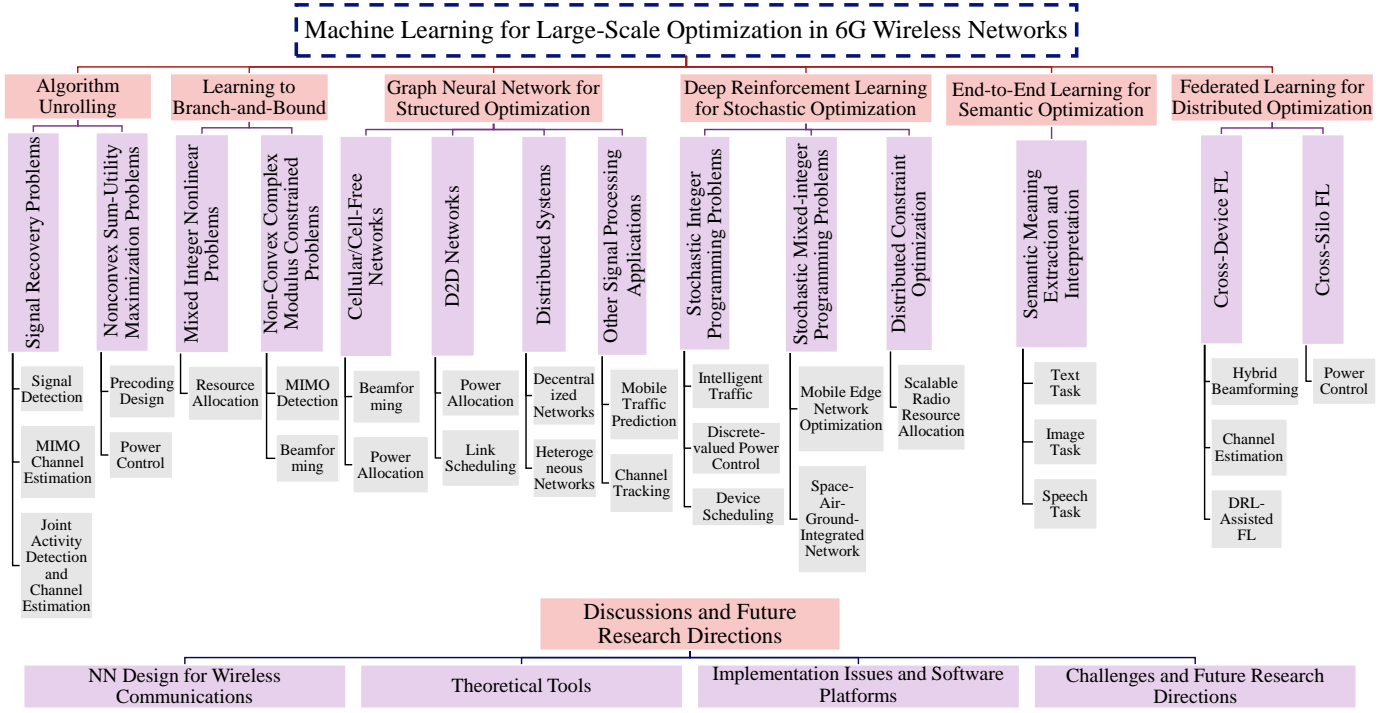 Machine Learning for Large-Scale Optimization in 6G Wireless Networks
Algorithm
Unrolling
Learning to
Branch-and-Bound
Graph Neural Network for
Structured Optimization
Deep Reinforcement Learning
for Stochastic Optimization
End-to-End Learning for
Semantic Optimization
Federated Learning for
Distributed Optimization
Signal Recovery Problems
Nonconvex Sum-Utility
Maximization Problems
Mixed Integer Nonlinear
Problems
Non-Convex Complex
Modulus Constrained
Problems
Cellular/Cell-Free
Networks
D2D Networks
Distributed Systems
Other Signal Processing
Applications
Stochastic Integer
Programming Problems
Stochastic Mixed-integer
Programming Problems
Distributed Constraint
Optimization
Semantic Meaning
Extraction and
Interpretation
Cross-Device FL
Cross-Silo FL
Signal
Detection
MIMO
Channel
Estimation
Joint
Activity
Detection
and Channel
Estimation
Precoding
Design
Power
Control
Resource
Allocation
MIMO
Detection
Beamfor
ming
Beamfor
ming
Power
Allocation
Power
Allocation
Link
Scheduling
Decentral
ized
Networks
Heteroge
neous
Networks
Mobile
Traffic
Prediction
Channel
Tracking
Intelligent
Traffic
Discrete-
valued Power
Control
Device
Scheduling
Mobile Edge
Network
Optimization
Space-
Air-
Ground-
Integrated
Network
Scalable
Radio
Resource
Allocation
Text
Task
Image
Task
Speech
Task
Hybrid
Beamforming
Channel
Estimation
DRL-
Assisted
FL
Power
Control
Discussions and Future
Research Directions
NN Design for Wireless
Communications
Theoretical Tools
Implementation Issues and Software
Platforms
Challenges and Future Research
Directions